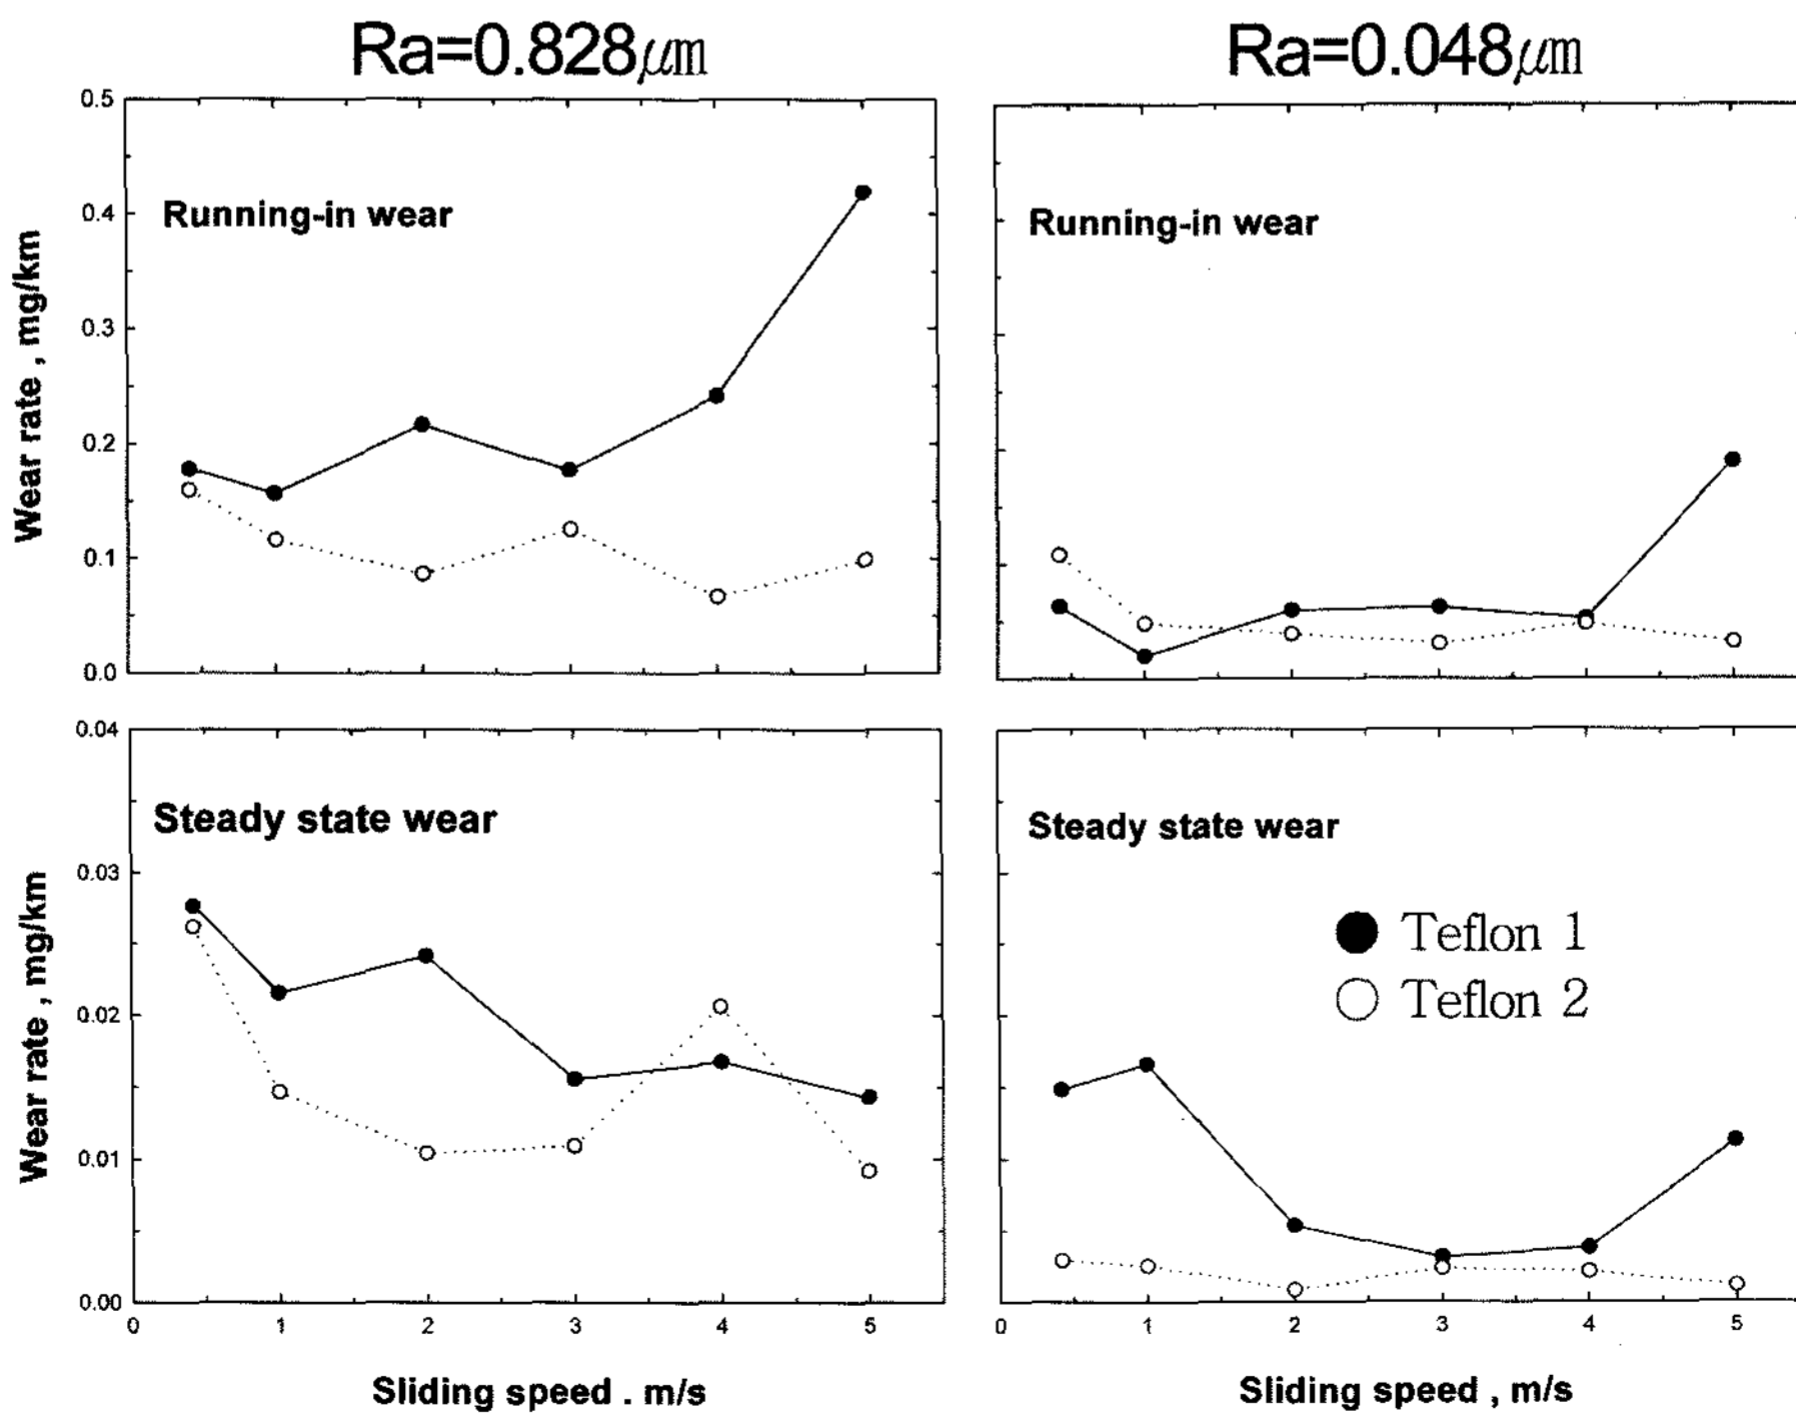 Ra=0.828μm
Ra=0.048μm
0.5
0.4
0.3
0.2
0.1
0.0
Wear rate , mg/km
Running-in wear
Running-in wear
0.04
0.03
0.02
0.01
0.00
Wear rate , mg/km
Steady state wear
Steady state wear
Teflon 1
Teflon 2
0 1 2 3 4 5
0 1 2 3 4 5
Sliding speed . m/s
Sliding speed , m/s